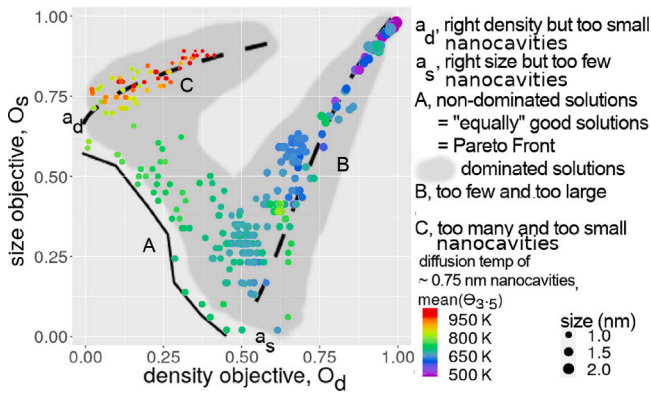 1.00
0.75
0.50
0.25
0.00
size objective, Os
0.00
0.25
0.50
0.75
1.00
density objective, Od
ad
as
A
B
C
ad, right density but too small
nanocavities
as, right size but too few
nanocavities
A, non-dominated solutions
= "equally" good solutions
= Pareto Front
dominated solutions
B, too few and too large
C, too many and too small
nanocavities
diffusion temp of
~ 0.75 nm nanocavities,
mean(Θ3-5)
950 K
800 K
650 K
500 K
size (nm)
1.0
1.5
2.0